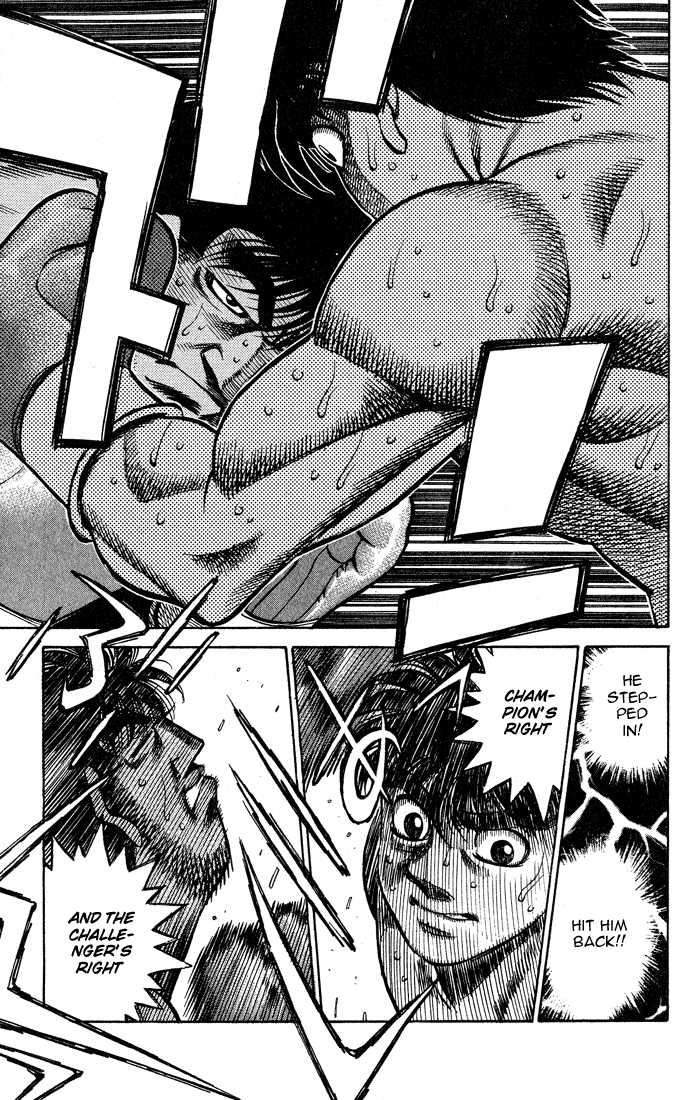 HE
STEP-
PED
IN!
HIT HIM
BACK!!
CHAM-
PION'S
RIGHT
AND THE
CHALLE-
NGER'S
RIGHT